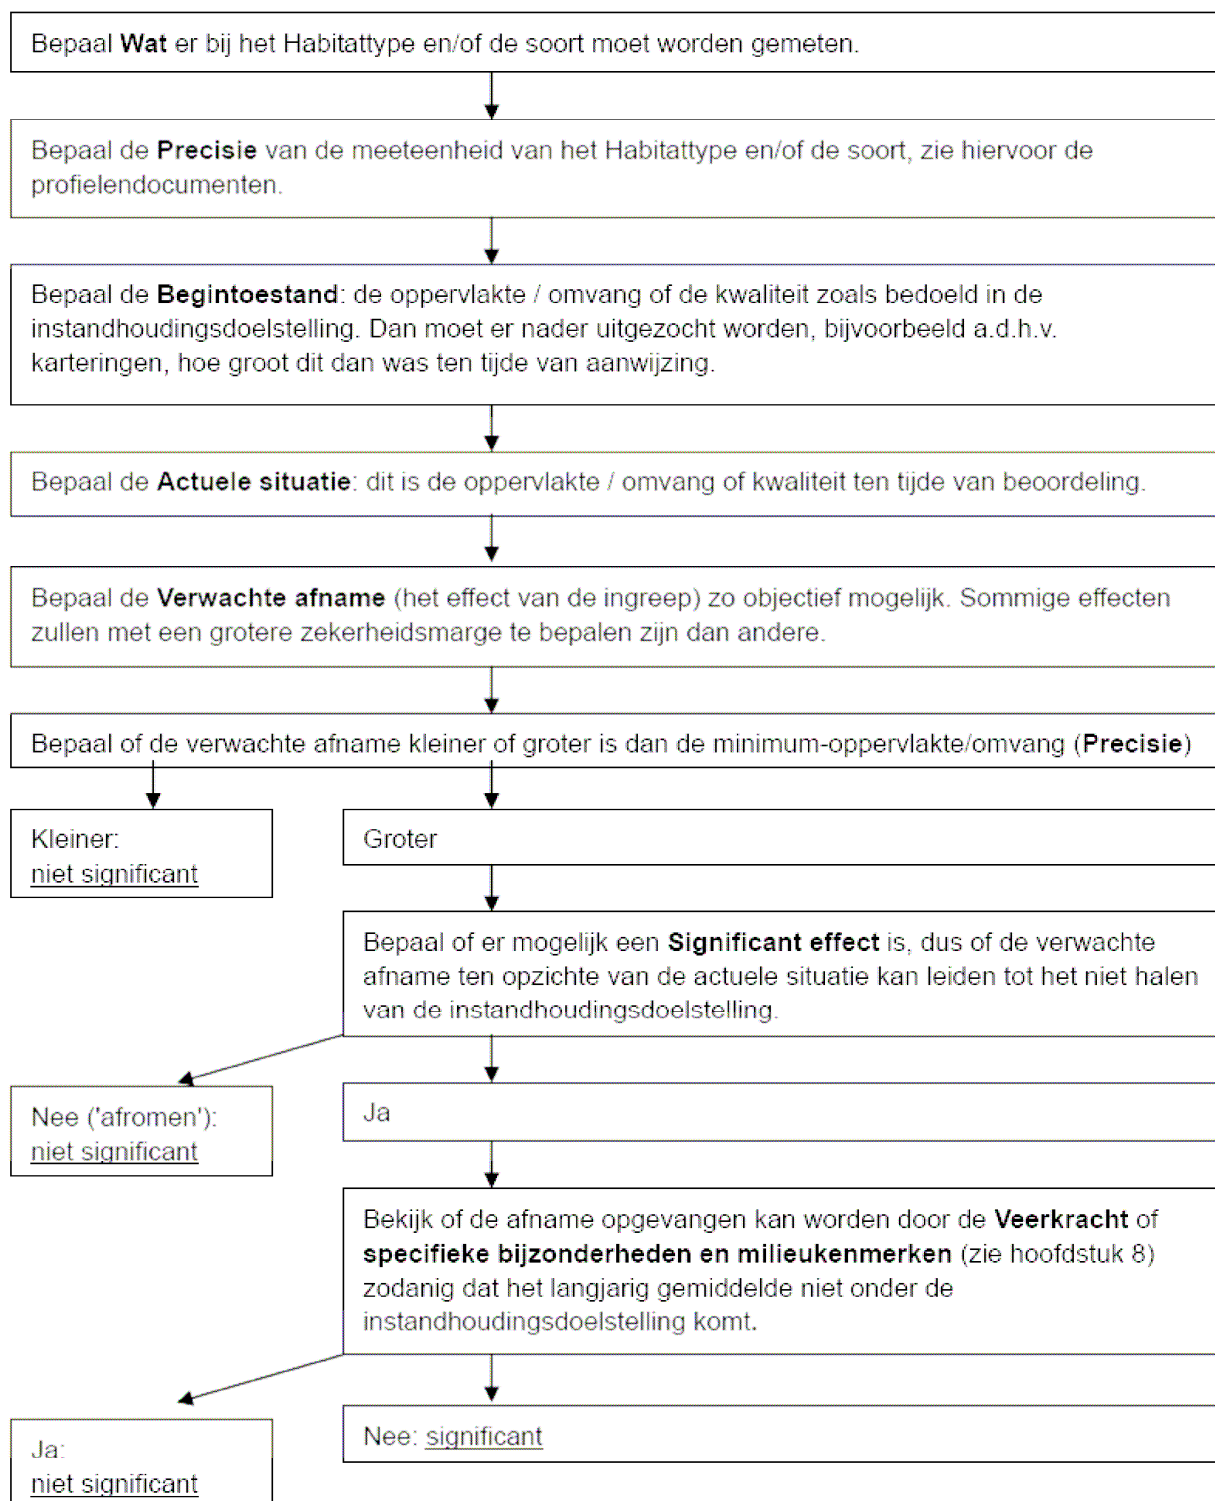 Bepaal Wat er bij het Habitattype en/of de soort moet worden gemeten.
Bepaal de Precisie van de meeteenheid van het Habitattype en/of de soort, zie hiervoor de
profielendocumenten.
Bepaal de Begintoestand: de oppervlakte / omvang of de kwaliteit zoals bedoeld in de
instandhoudingsdoelstelling. Dan moet er nader uitgezocht worden, bijvoorbeeld a.d.h.v.
karteringen, hoe groot dit dan was ten tijde van aanwijzing.
Bepaal de Actuele situatie: dit is de oppervlakte / omvang of kwaliteit ten tijde van beoordeling.
Bepaal de Verwachte afname (het effect van de ingreep) zo objectief mogelijk. Sommige effecten
zullen met een grotere zekerheidsmarge te bepalen zijn dan andere.
Bepaal of de verwachte afname kleiner of groter is dan de minimum-oppervlakte/omvang (Precisie)
Kleiner:
niet significant
Groter
Bepaal of er mogelijk een Significant effect is, dus of de verwachte
afname ten opzichte van de actuele situatie kan leiden tot het niet halen
van de instandhoudingsdoelstelling.
Nee ('afromen'):
niet significant
Ja
Bekijk of de afname opgevangen kan worden door de Veerkracht of
specifieke bijzonderheden en milieukenmerken (zie hoofdstuk 8)
zodanig dat het langjarig gemiddelde niet onder de
instandhoudingsdoelstelling komt.
Ja:
niet significant
Nee: significant